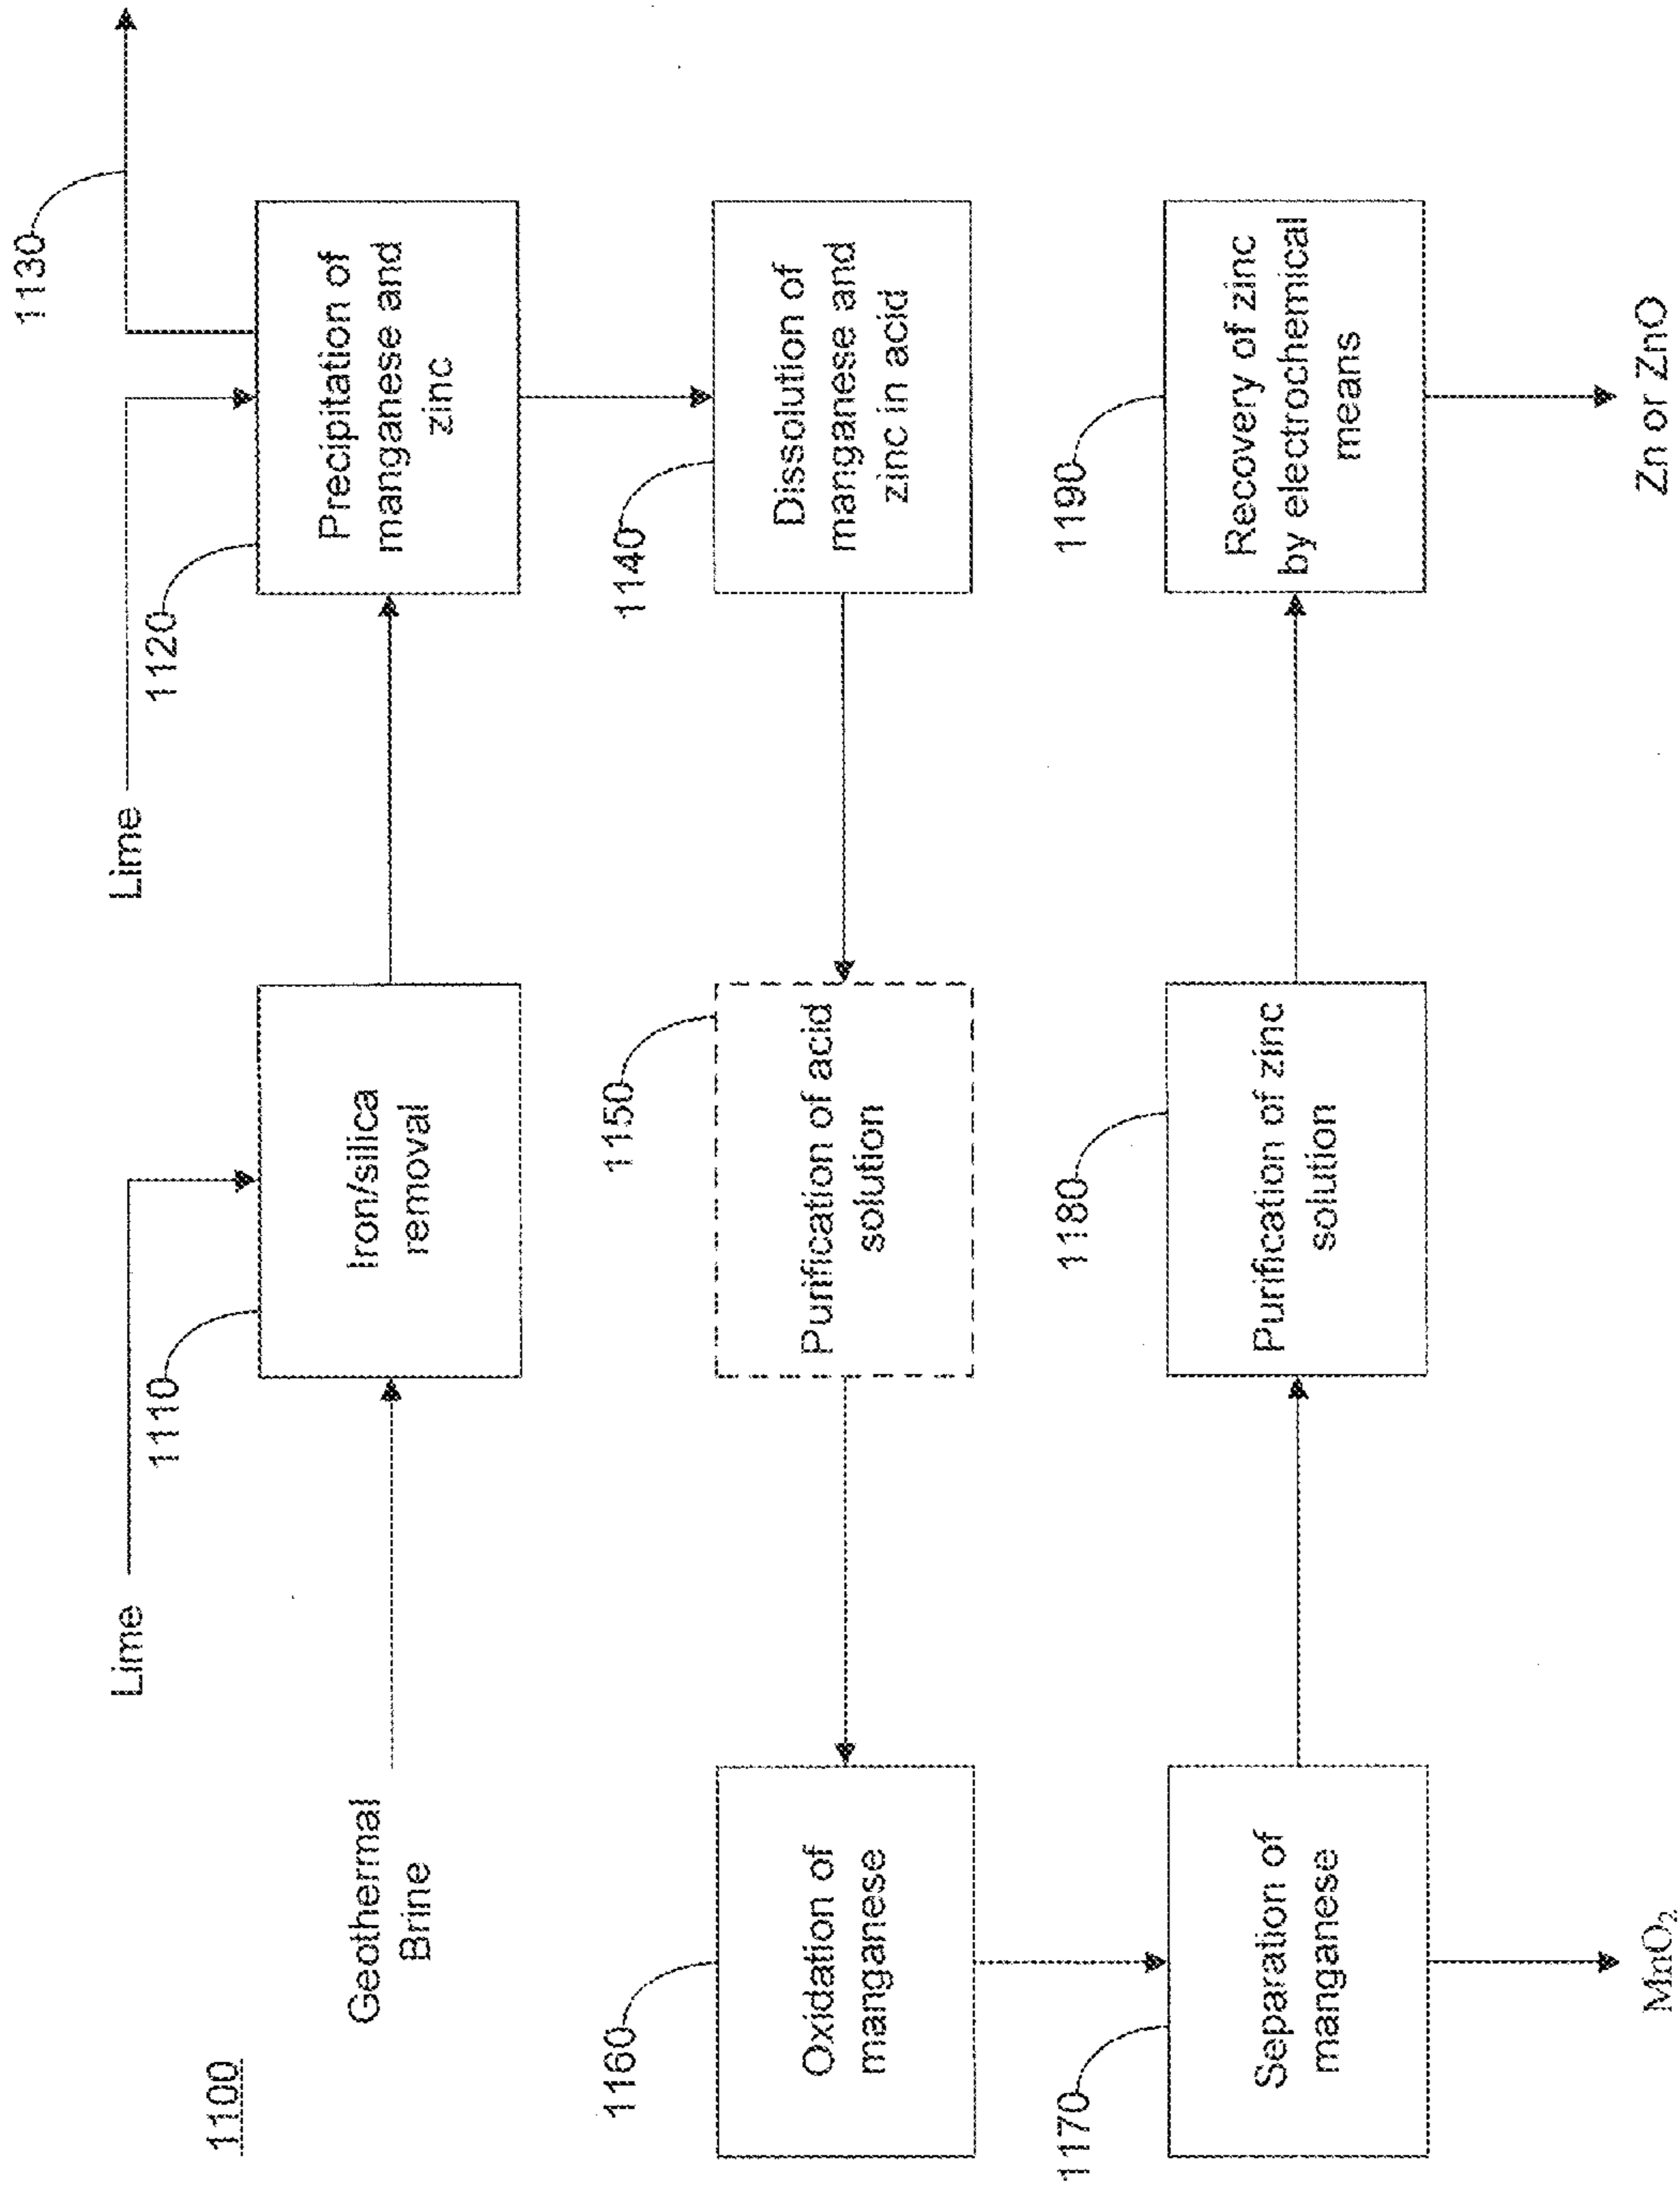 1100
Lime
Lime
1130
1110
1120
Geothermal
Brine
Iron/silica
removal
Precipitation of
manganese and
zinc
1160
1150
1140
Oxidation of
manganese
Purification of acid
solution
Dissolution of
manganese and
zinc in acid
1170
1180
1190
Separation of
manganese
Purification of zinc
solution
Recovery of zinc
by electrochemical
means
MnO₂
Zn or ZnO